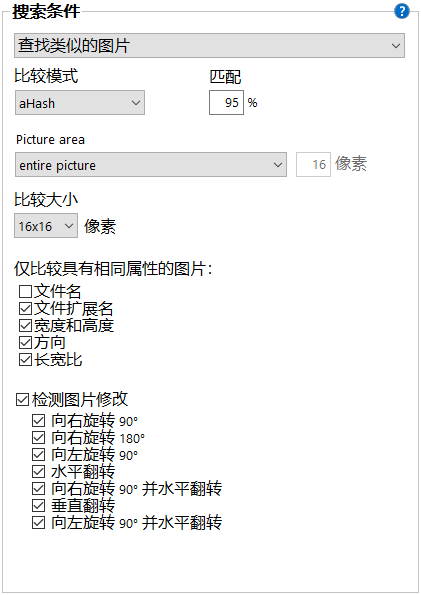 搜索条件
?
查找类似的图片
比较模式 匹配
aHash 95 %
Picture area
entire picture 16 像素
比较大小
16x16 像素
仅比较具有相同属性的图片：
文件名
文件扩展名
宽度和高度
方向
长宽比
检测图片修改
向右旋转 90°
向右旋转 180°
向左旋转 90°
水平翻转
向右旋转 90° 并水平翻转
垂直翻转
向左旋转 90° 并水平翻转